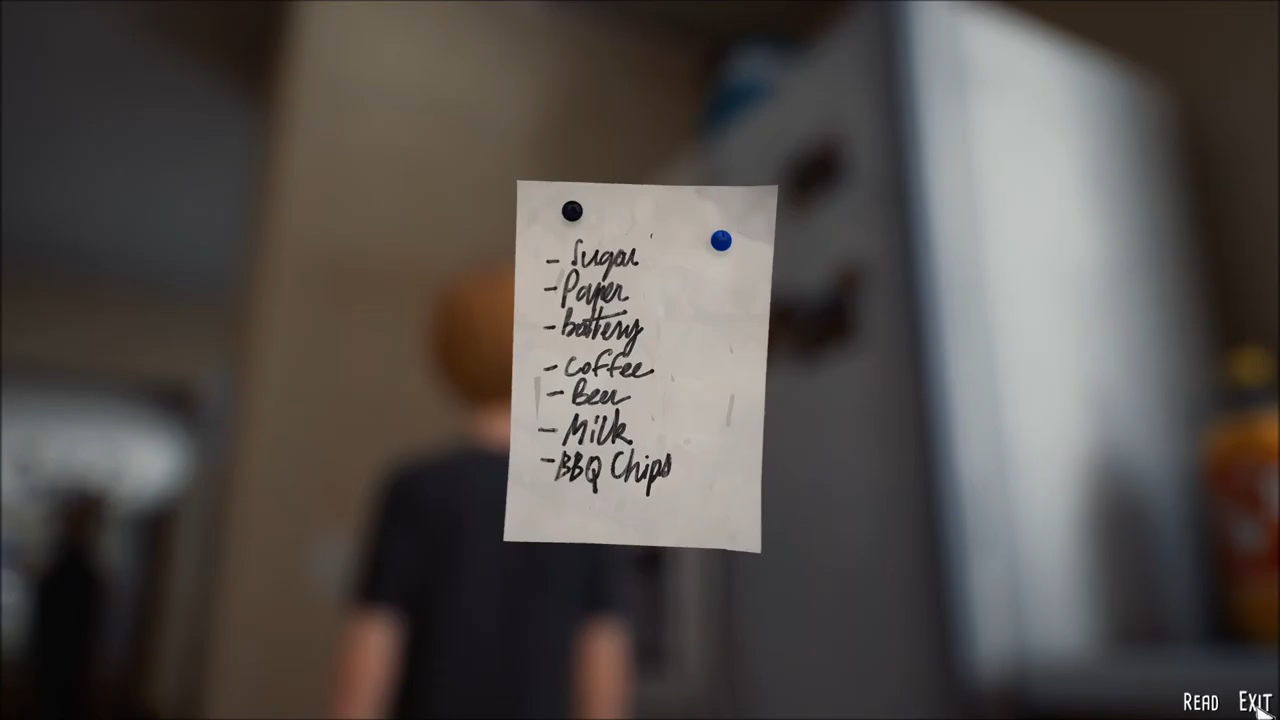 - Sugar
- Paper
- battery
- Coffee
- Beer
- Milk
- BBQ Chips
READ EXIT